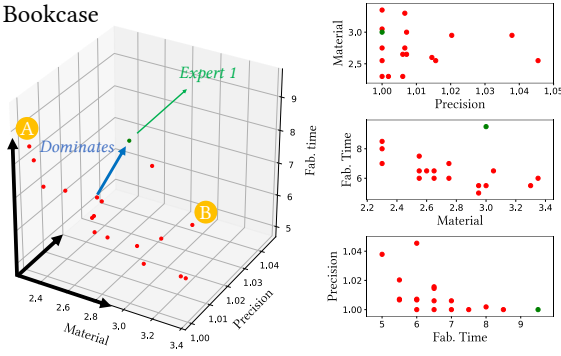 Bookcase
Expert 1
A
Dominates
B
9
8
7
6
5
Fab. time
2.4
2.6
2.8
3.0
3.2
3.4
Material
1.00
1.01
1.02
1.03
1.04
Precision
Material
3.0
2.5
1.00 1.01 1.02 1.03 1.04 1.05
Precision
Fab. Time
8
6
2.2 2.4 2.6 2.8 3.0 3.2 3.4
Material
Precision
1.04
1.02
1.00
5 6 7 8 9
Fab. Time